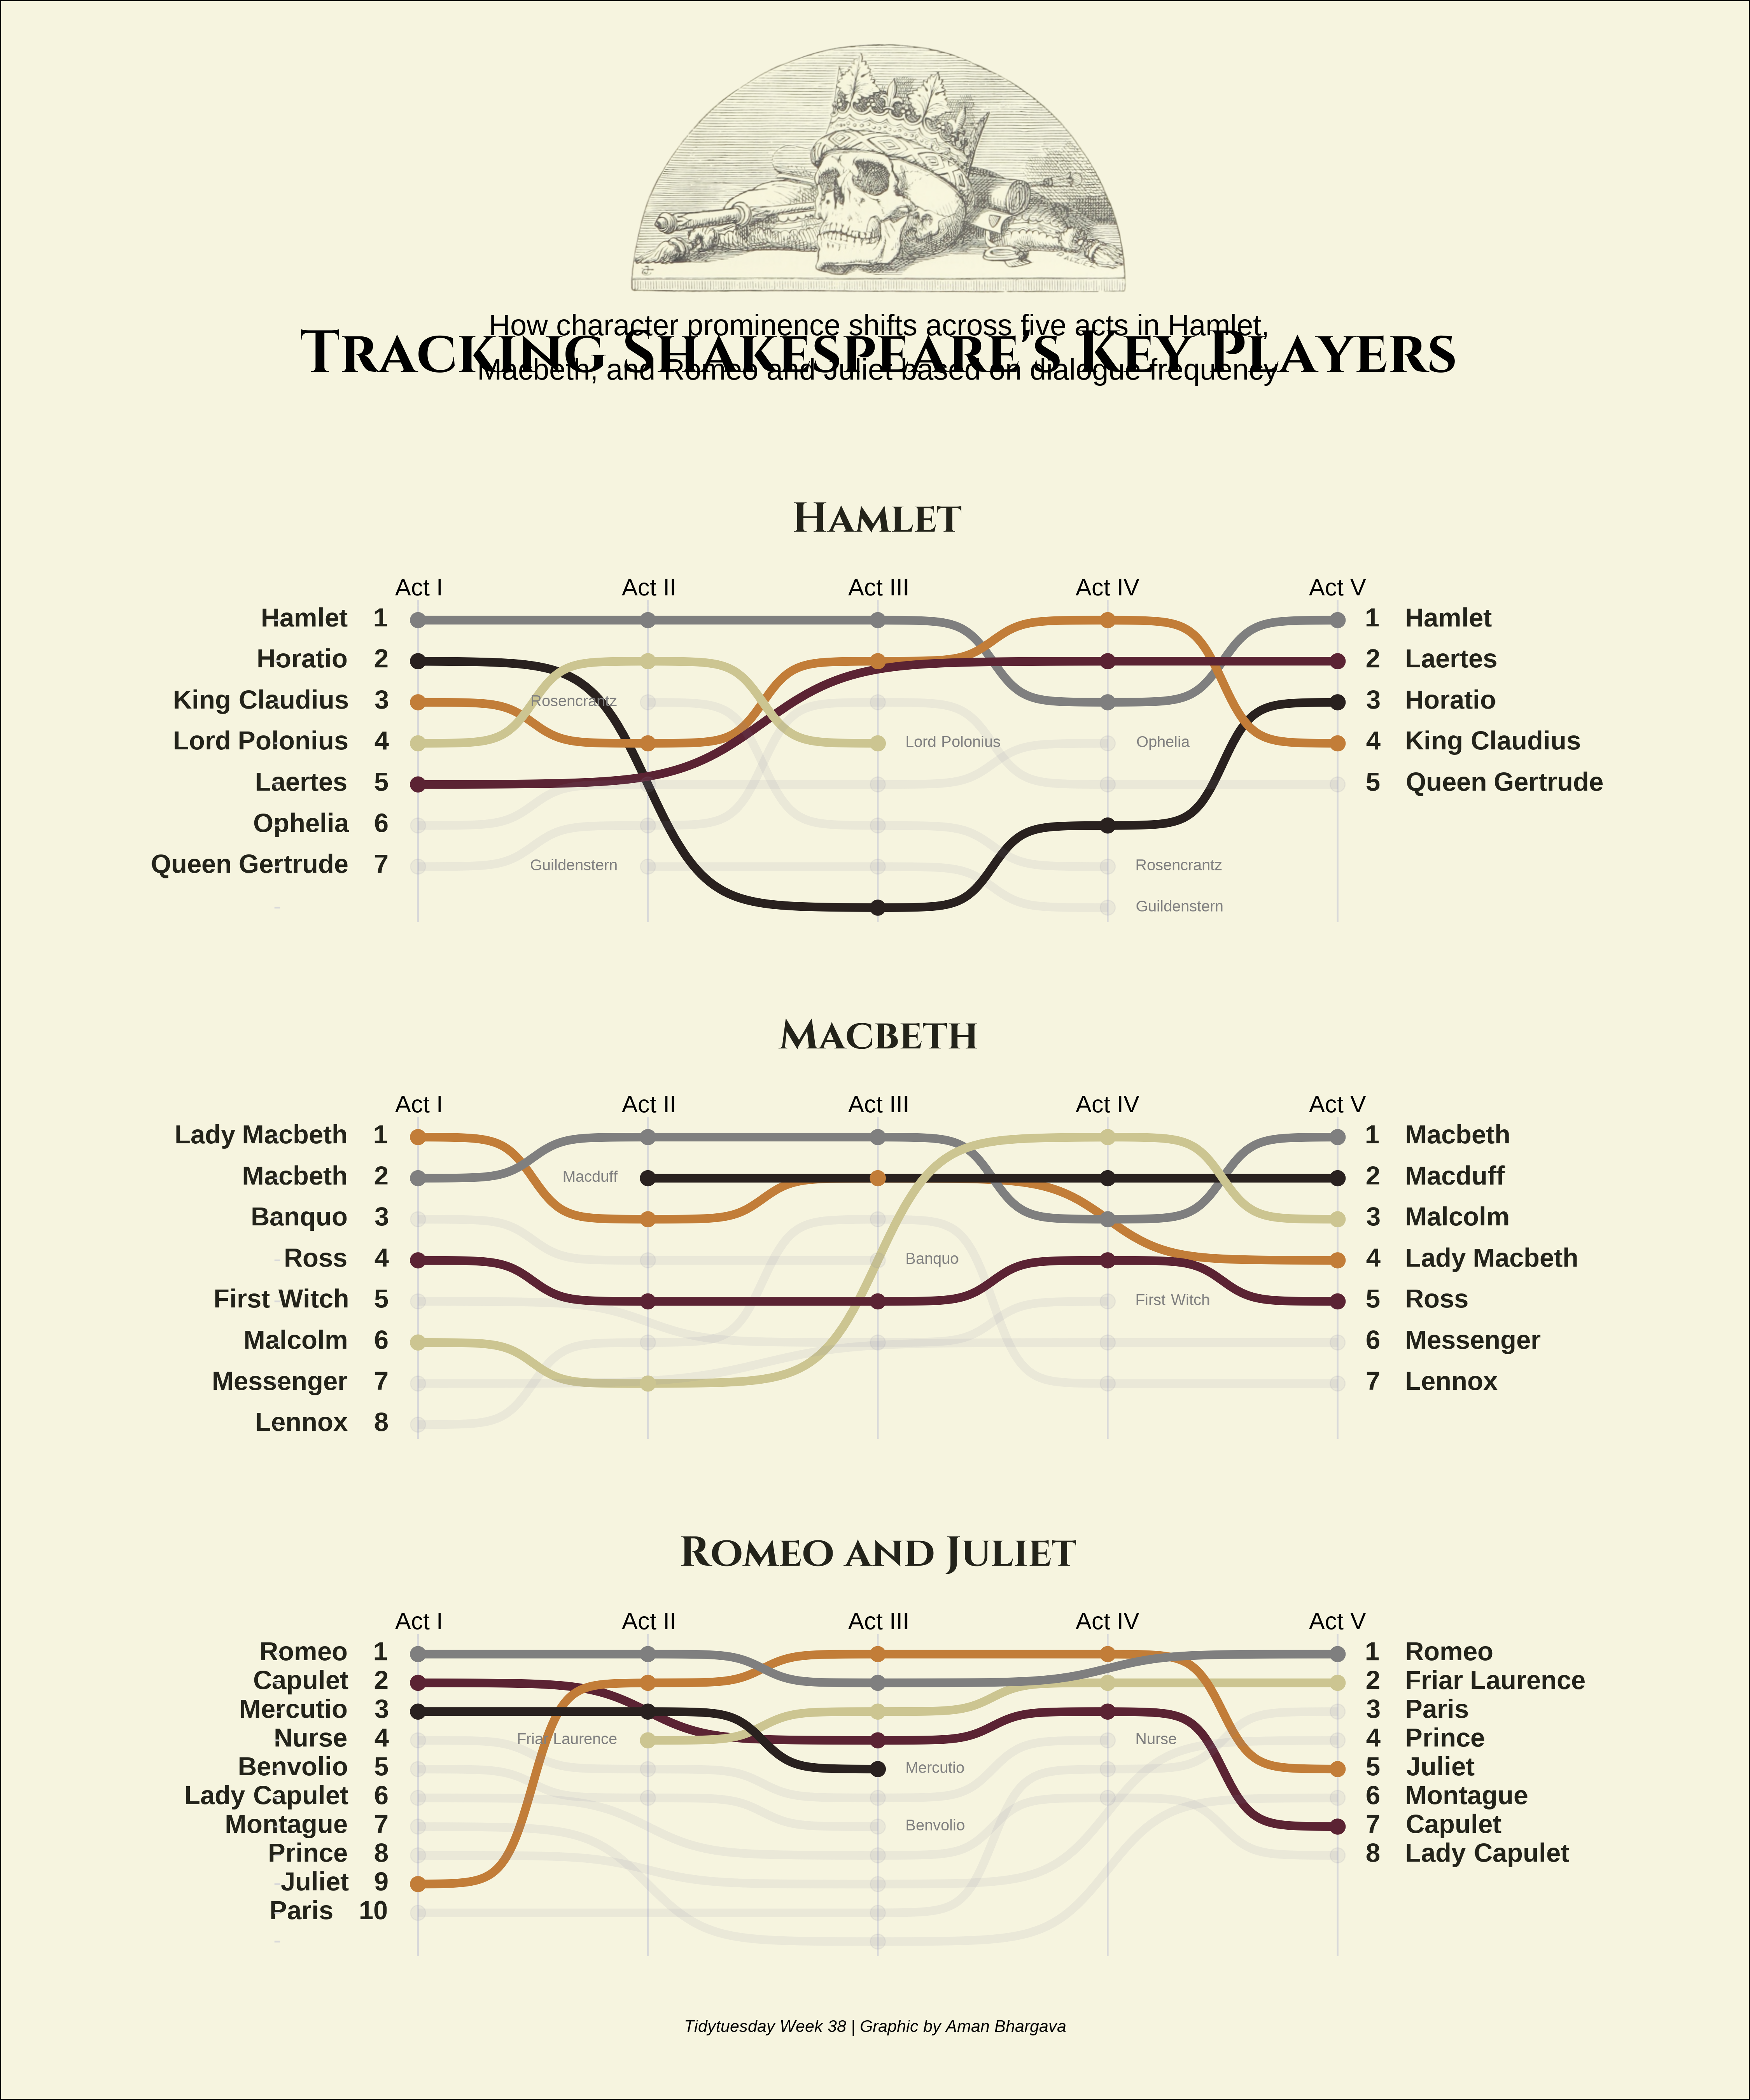 How character prominence shifts across five acts in Hamlet,
Tracking Shakespeare's Key Players
Macbeth, and Romeo and Juliet based on dialogue frequency
Hamlet
Act I Act II Act III Act IV Act V
Hamlet 1 1 Hamlet
Horatio 2 2 Laertes
King Claudius 3 Rosencrantz 3 Horatio
Lord Polonius 4 Lord Polonius Ophelia 4 King Claudius
Laertes 5 5 Queen Gertrude
Ophelia 6
Queen Gertrude 7 Guildenstern Rosencrantz
Guildenstern
Macbeth
Act I Act II Act III Act IV Act V
Lady Macbeth 1 1 Macbeth
Macbeth 2 Macduff 2 Macduff
Banquo 3 3 Malcolm
Ross 4 Banquo 4 Lady Macbeth
First Witch 5 First Witch 5 Ross
Malcolm 6 6 Messenger
Messenger 7 7 Lennox
Lennox 8
Romeo and Juliet
Act I Act II Act III Act IV Act V
Romeo 1 1 Romeo
Capulet 2 2 Friar Laurence
Mercutio 3 3 Paris
Nurse 4 Friar Laurence Nurse 4 Prince
Benvolio 5 Mercutio 5 Juliet
Lady Capulet 6 6 Montague
Montague 7 Benvolio 7 Capulet
Prince 8 8 Lady Capulet
Juliet 9
Paris 10
Tidytuesday Week 38 | Graphic by Aman Bhargava